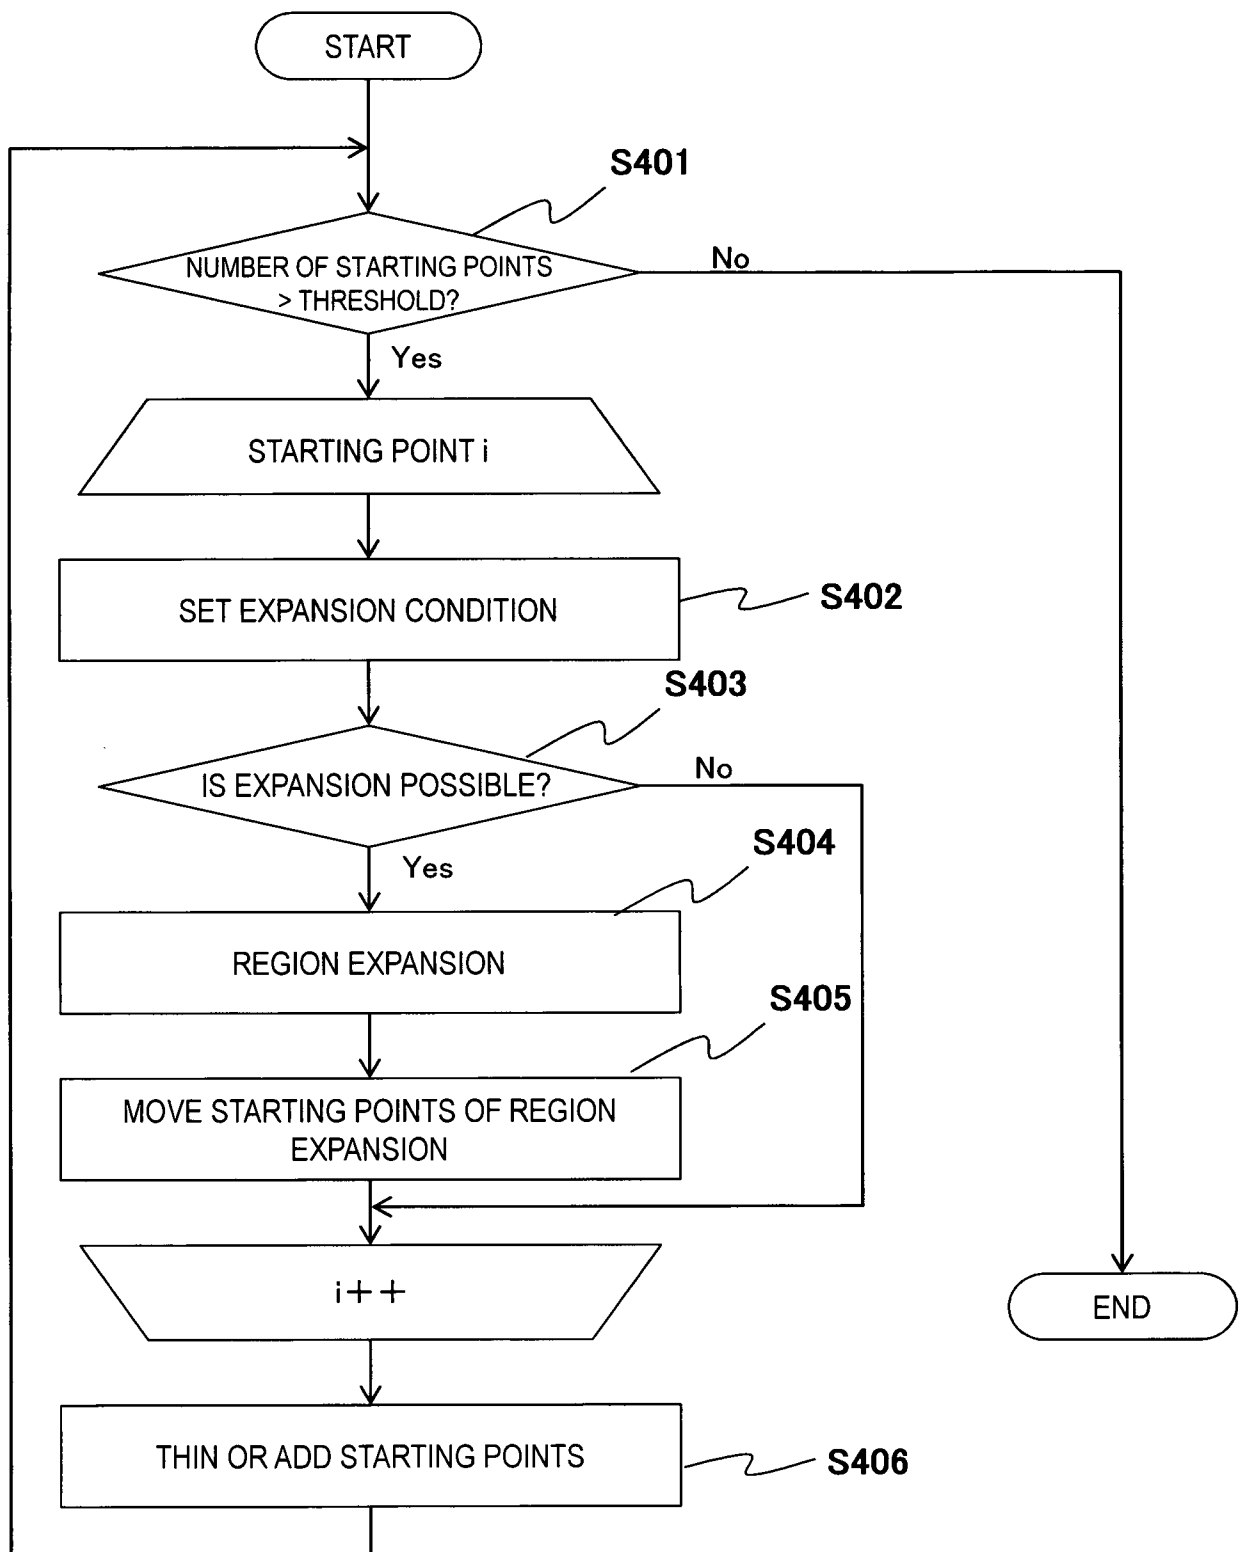 START
S401
NUMBER OF STARTING POINTS
> THRESHOLD?
No
Yes
STARTING POINT i
SET EXPANSION CONDITION
S402
S403
IS EXPANSION POSSIBLE?
No
Yes
S404
REGION EXPANSION
S405
MOVE STARTING POINTS OF REGION
EXPANSION
i++
END
THIN OR ADD STARTING POINTS
S406